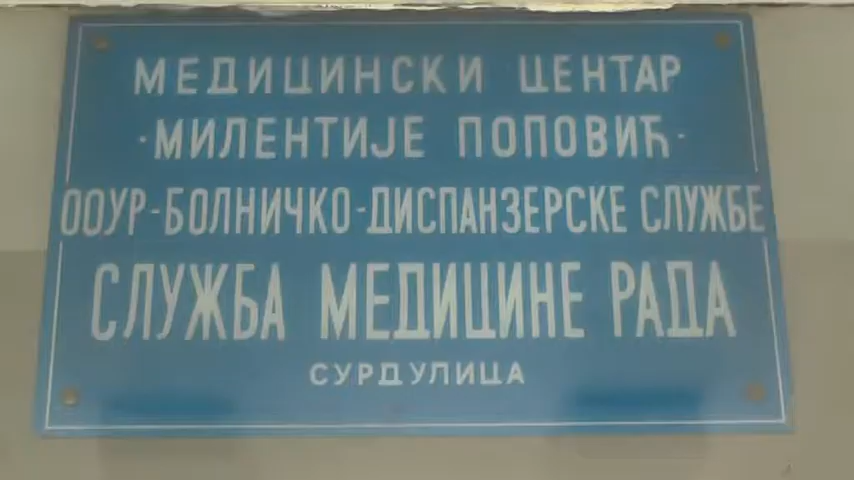 МЕДИЦИНСКИ ЦЕНТАР
·МИЛЕНТИЈЕ ПОПОВИЋ·
ООУР-БОЛНИЧКО-ДИСПАНЗЕРСКЕ СЛУЖБЕ
СЛУЖБА МЕДИЦИНЕ РАДА
СУРДУЛИЦА